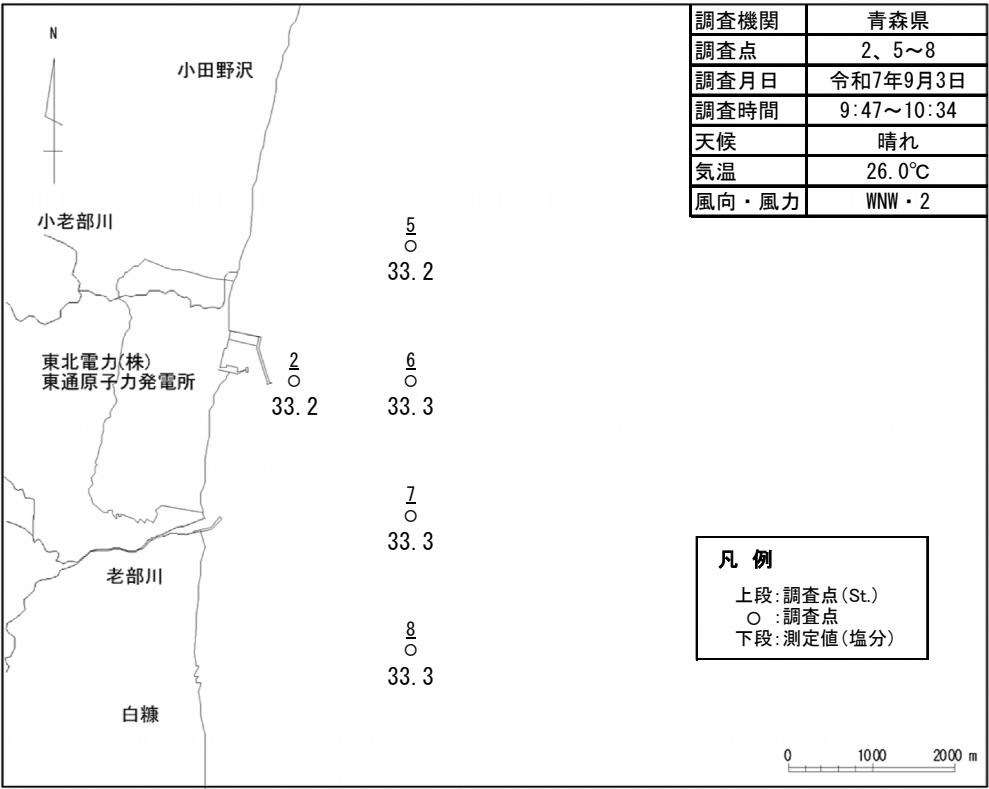 調査機関 青森県
調査点 2、5～8
調査月日 令和7年9月3日
調査時間 9:47～10:34
天候 晴れ
気温 26.0℃
風向・風力 WNW・2
N
小田野沢
小老部川
5
33.2
東北電力(株)
東通原子力発電所
2
33.2
6
33.3
7
33.3
老部川
8
33.3
白糠
凡 例
上段:調査点(St.)
○ :調査点
下段:測定値(塩分)
0 1000 2000 m